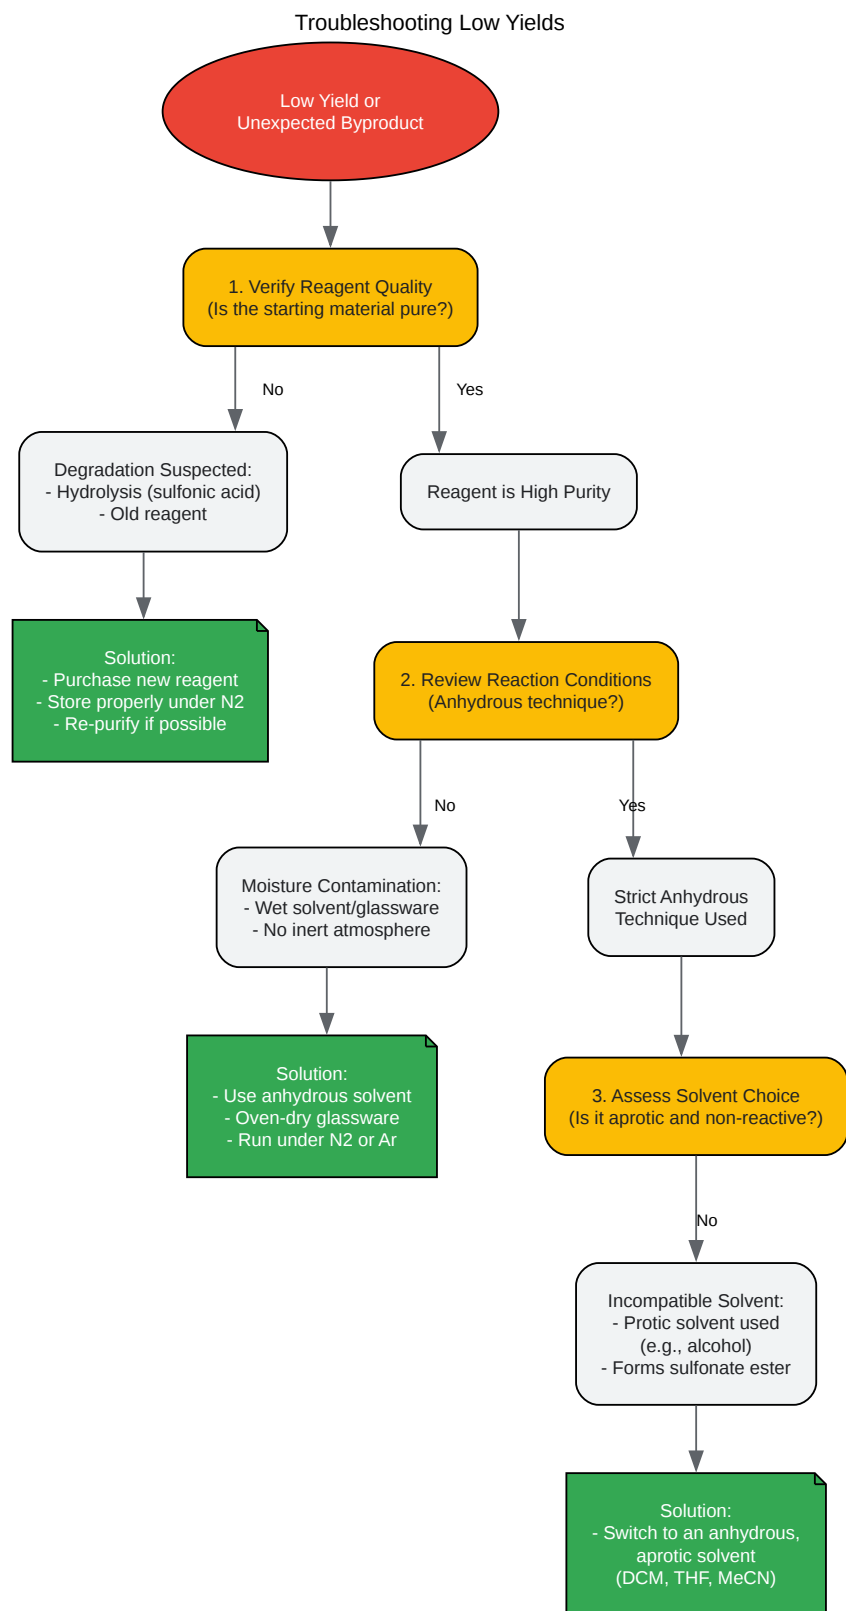 Troubleshooting Low Yields
Low Yield or
Unexpected Byproduct
1. Verify Reagent Quality
(Is the starting material pure?)
No
Yes
Degradation Suspected:
- Hydrolysis (sulfonic acid)
- Old reagent
Reagent is High Purity
Solution:
- Purchase new reagent
- Store properly under N2
- Re-purify if possible
2. Review Reaction Conditions
(Anhydrous technique?)
No
Yes
Moisture Contamination:
- Wet solvent/glassware
- No inert atmosphere
Strict Anhydrous
Technique Used
Solution:
- Use anhydrous solvent
- Oven-dry glassware
- Run under N2 or Ar
3. Assess Solvent Choice
(Is it aprotic and non-reactive?)
No
Incompatible Solvent:
- Protic solvent used
(e.g., alcohol)
- Forms sulfonate ester
Solution:
- Switch to an anhydrous,
aprotic solvent
(DCM, THF, MeCN)